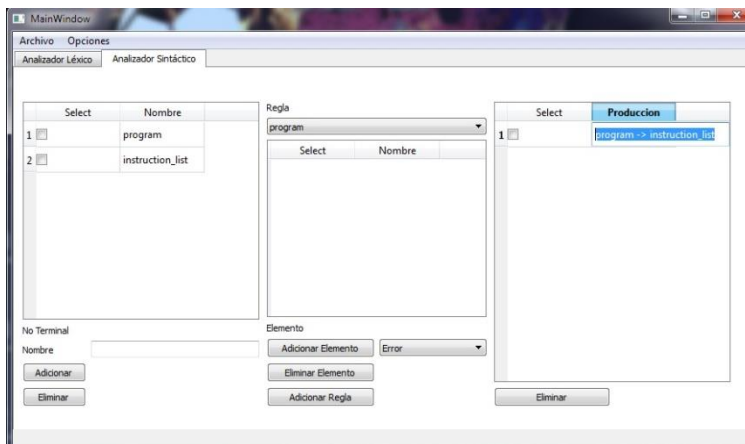 MainWindow
Archivo Opciones
Analizador Léxico Analizador Sintáctico
Select Nombre
1 program
2 instruction_list
No Terminal
Nombre
Adicionar
Eliminar
Regla
program
Select Nombre
Elemento
Adicionar Elemento Error
Eliminar Elemento
Adicionar Regla
Select Produccion
1 program -> instruction_list
Eliminar